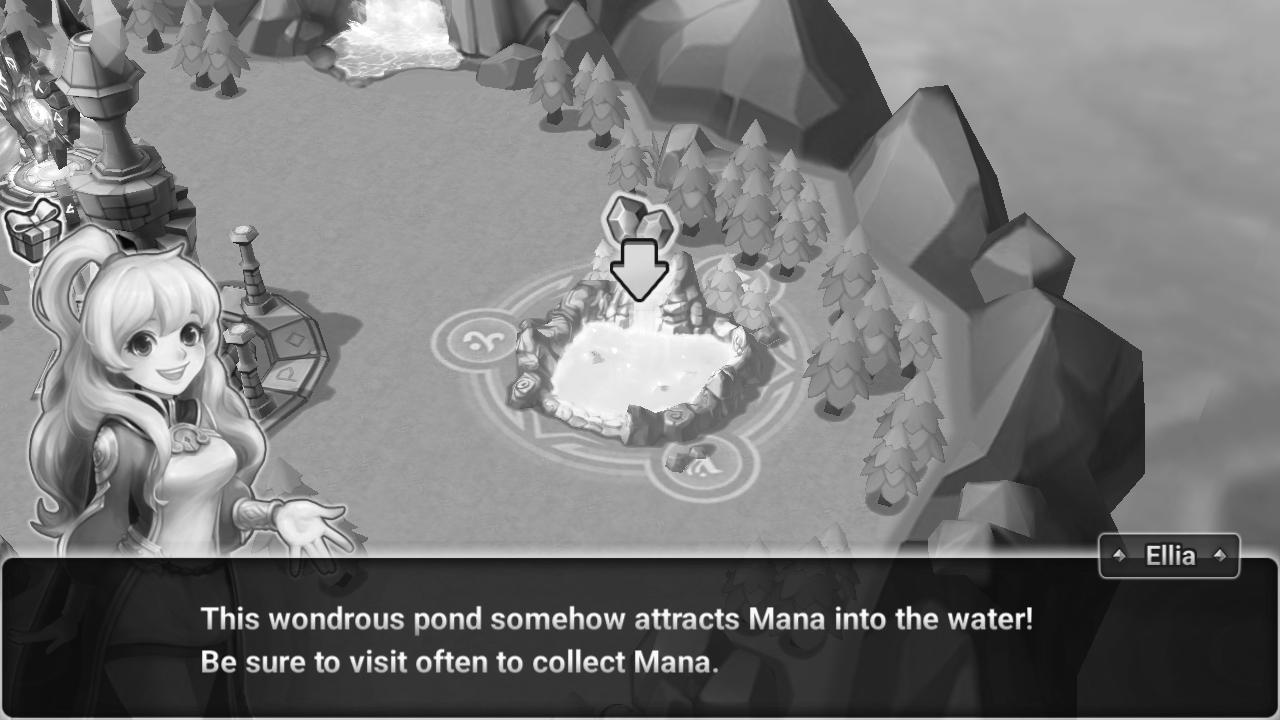 Ellia
This wondrous pond somehow attracts Mana into the water!
Be sure to visit often to collect Mana.